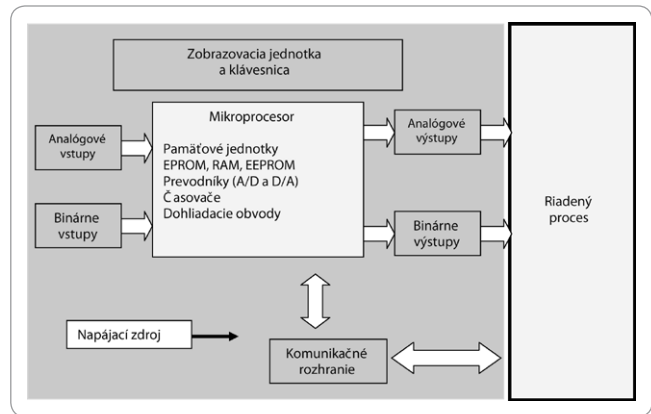 Zobrazovacia jednotka
a klávesnica
Mikroprocesor
Pamäťové jednotky
EPROM, RAM, EEPROM
Prevodníky (A/D a D/A)
Časovače
Dohliadacie obvody
Analógové
vstupy
Binárne
vstupy
Analógové
výstupy
Binárne
výstupy
Riadený
proces
Napájací zdroj
Komunikačné
rozhranie